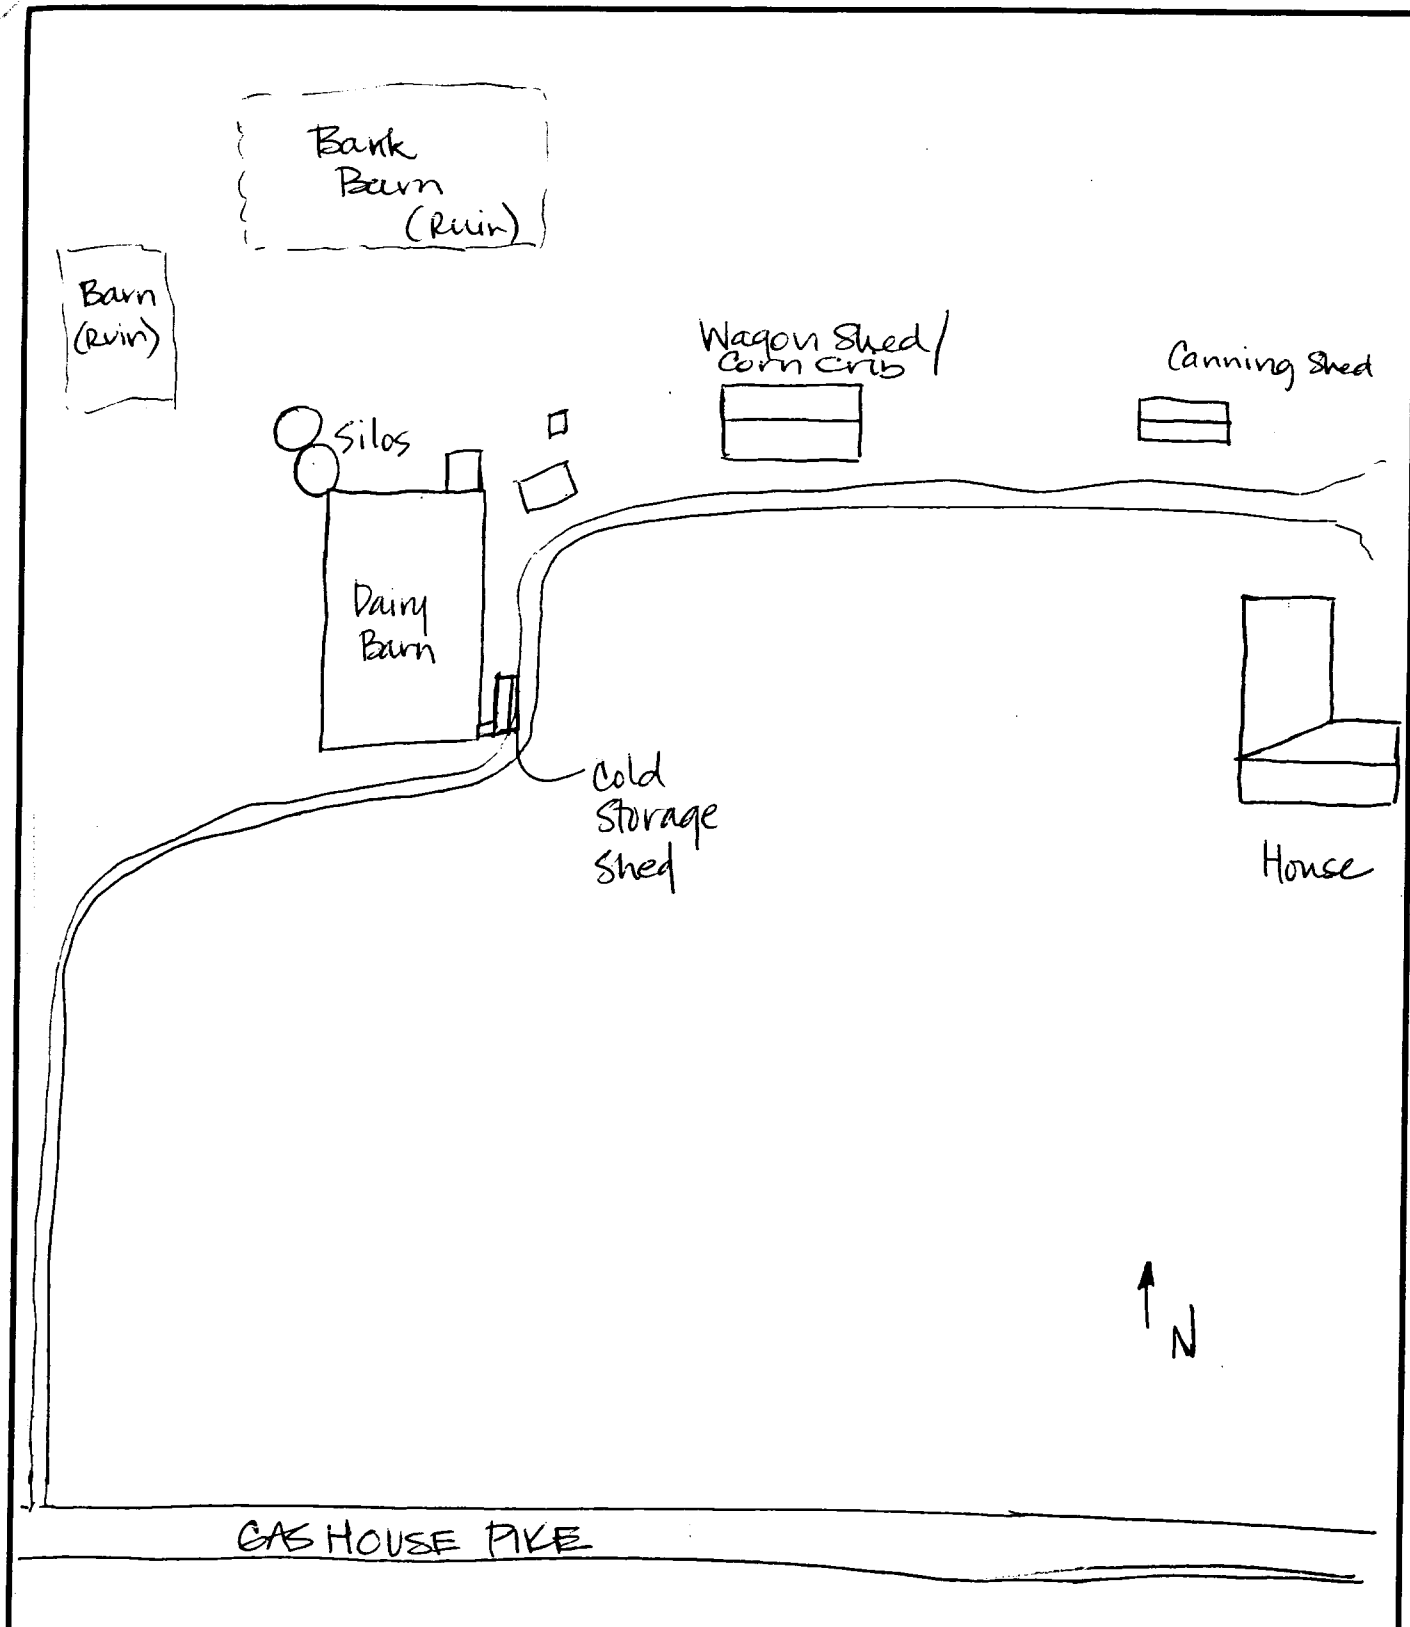 Bank
Barn
(Ruin)
Barn
(Ruin)
Wagon Shed/
Corn Crib
Canning Shed
Silos
Dairy
Barn
Cold
Storage
Shed
House
N
GAS HOUSE PIKE